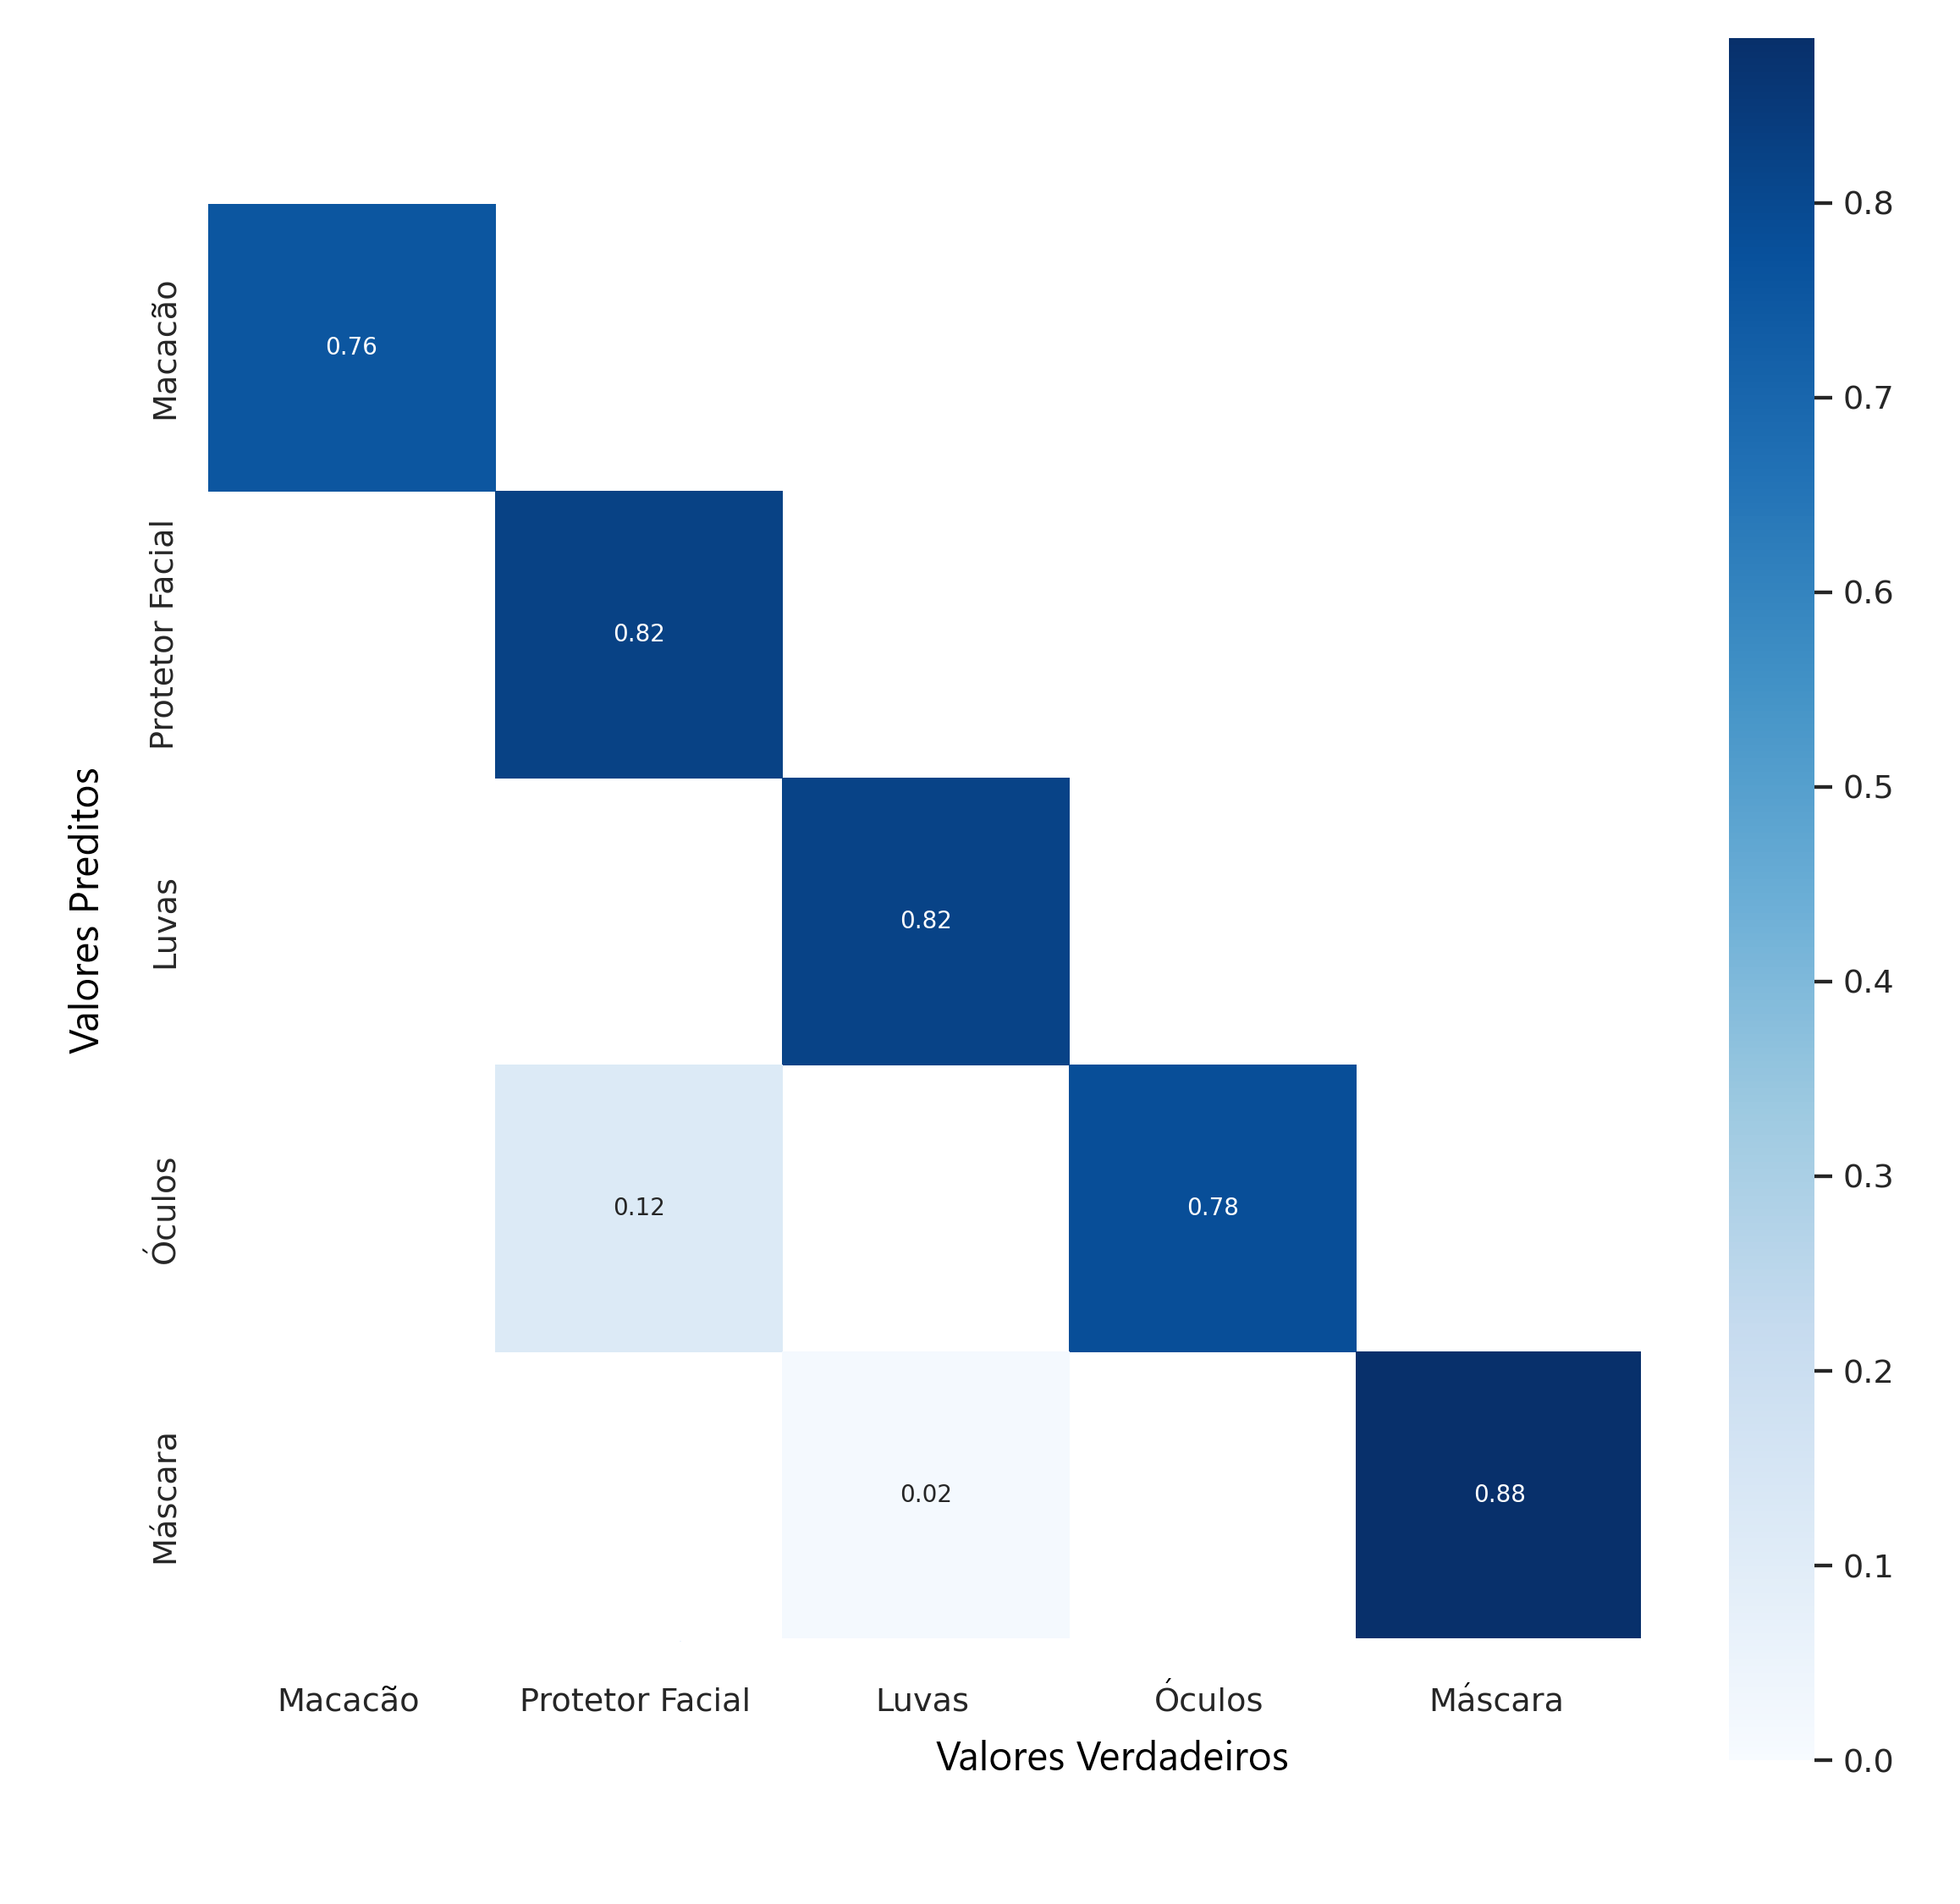 Valores Preditos
Macacão
Protetor Facial
Luvas
Óculos
Máscara
0.76
0.82
0.82
0.12
0.78
0.02
0.88
Macacão Protetor Facial Luvas Óculos Máscara
Valores Verdadeiros
0.8
0.7
0.6
0.5
0.4
0.3
0.2
0.1
0.0